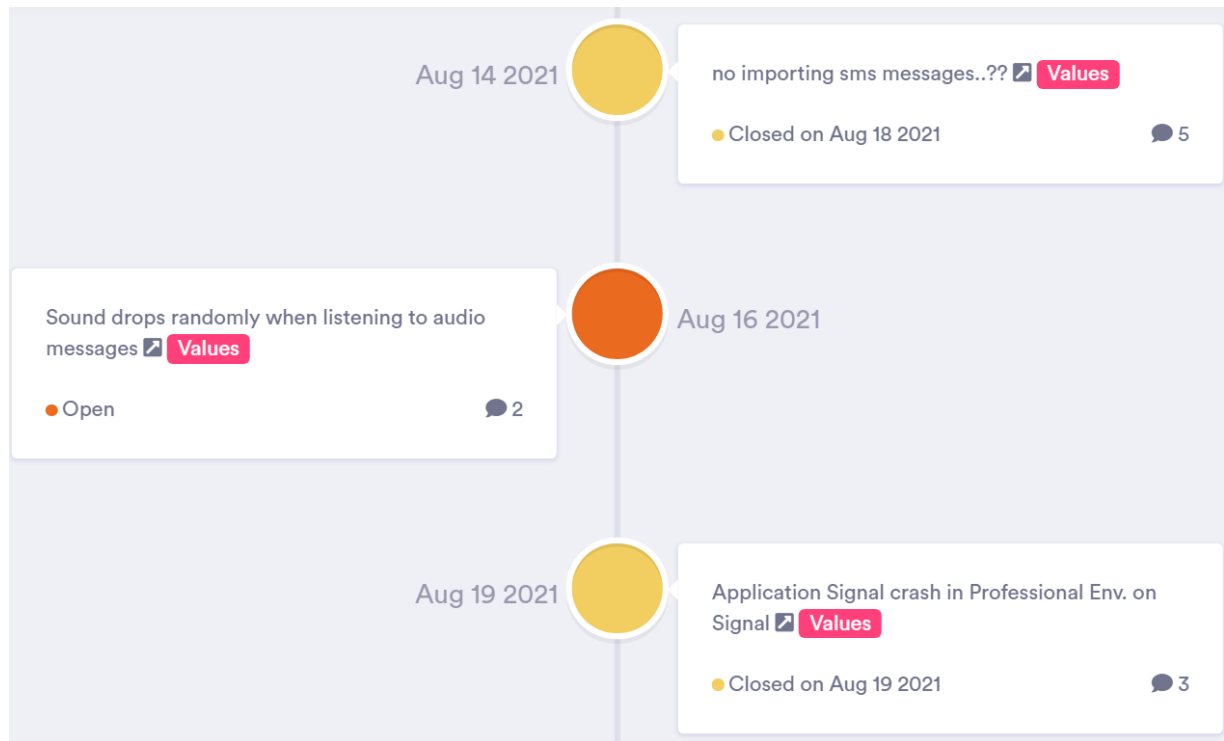 Aug 14 2021
no importing sms messages..?? Values
Closed on Aug 18 2021 5
Aug 16 2021
Sound drops randomly when listening to audio
messages Values
Open 2
Aug 19 2021
Application Signal crash in Professional Env. on
Signal Values
Closed on Aug 19 2021 3